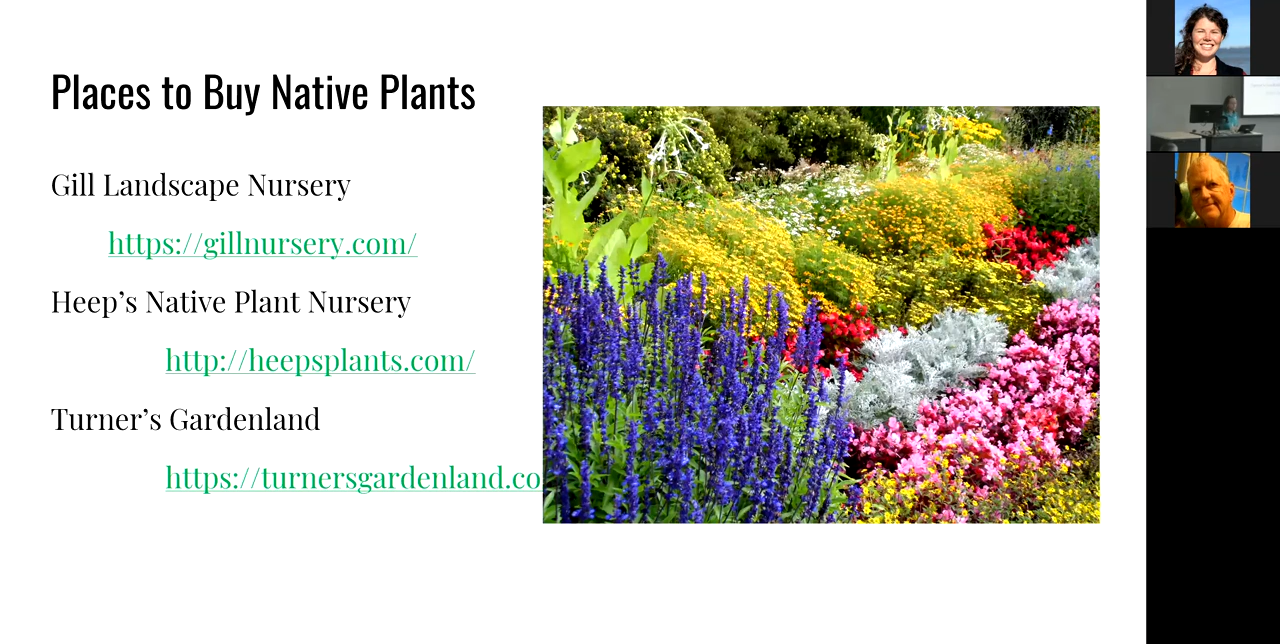 Places to Buy Native Plants
Gill Landscape Nursery
https://gillnursery.com/
Heep’s Native Plant Nursery
http://heepsplants.com/
Turner’s Gardenland
https://turnersgardenland.co